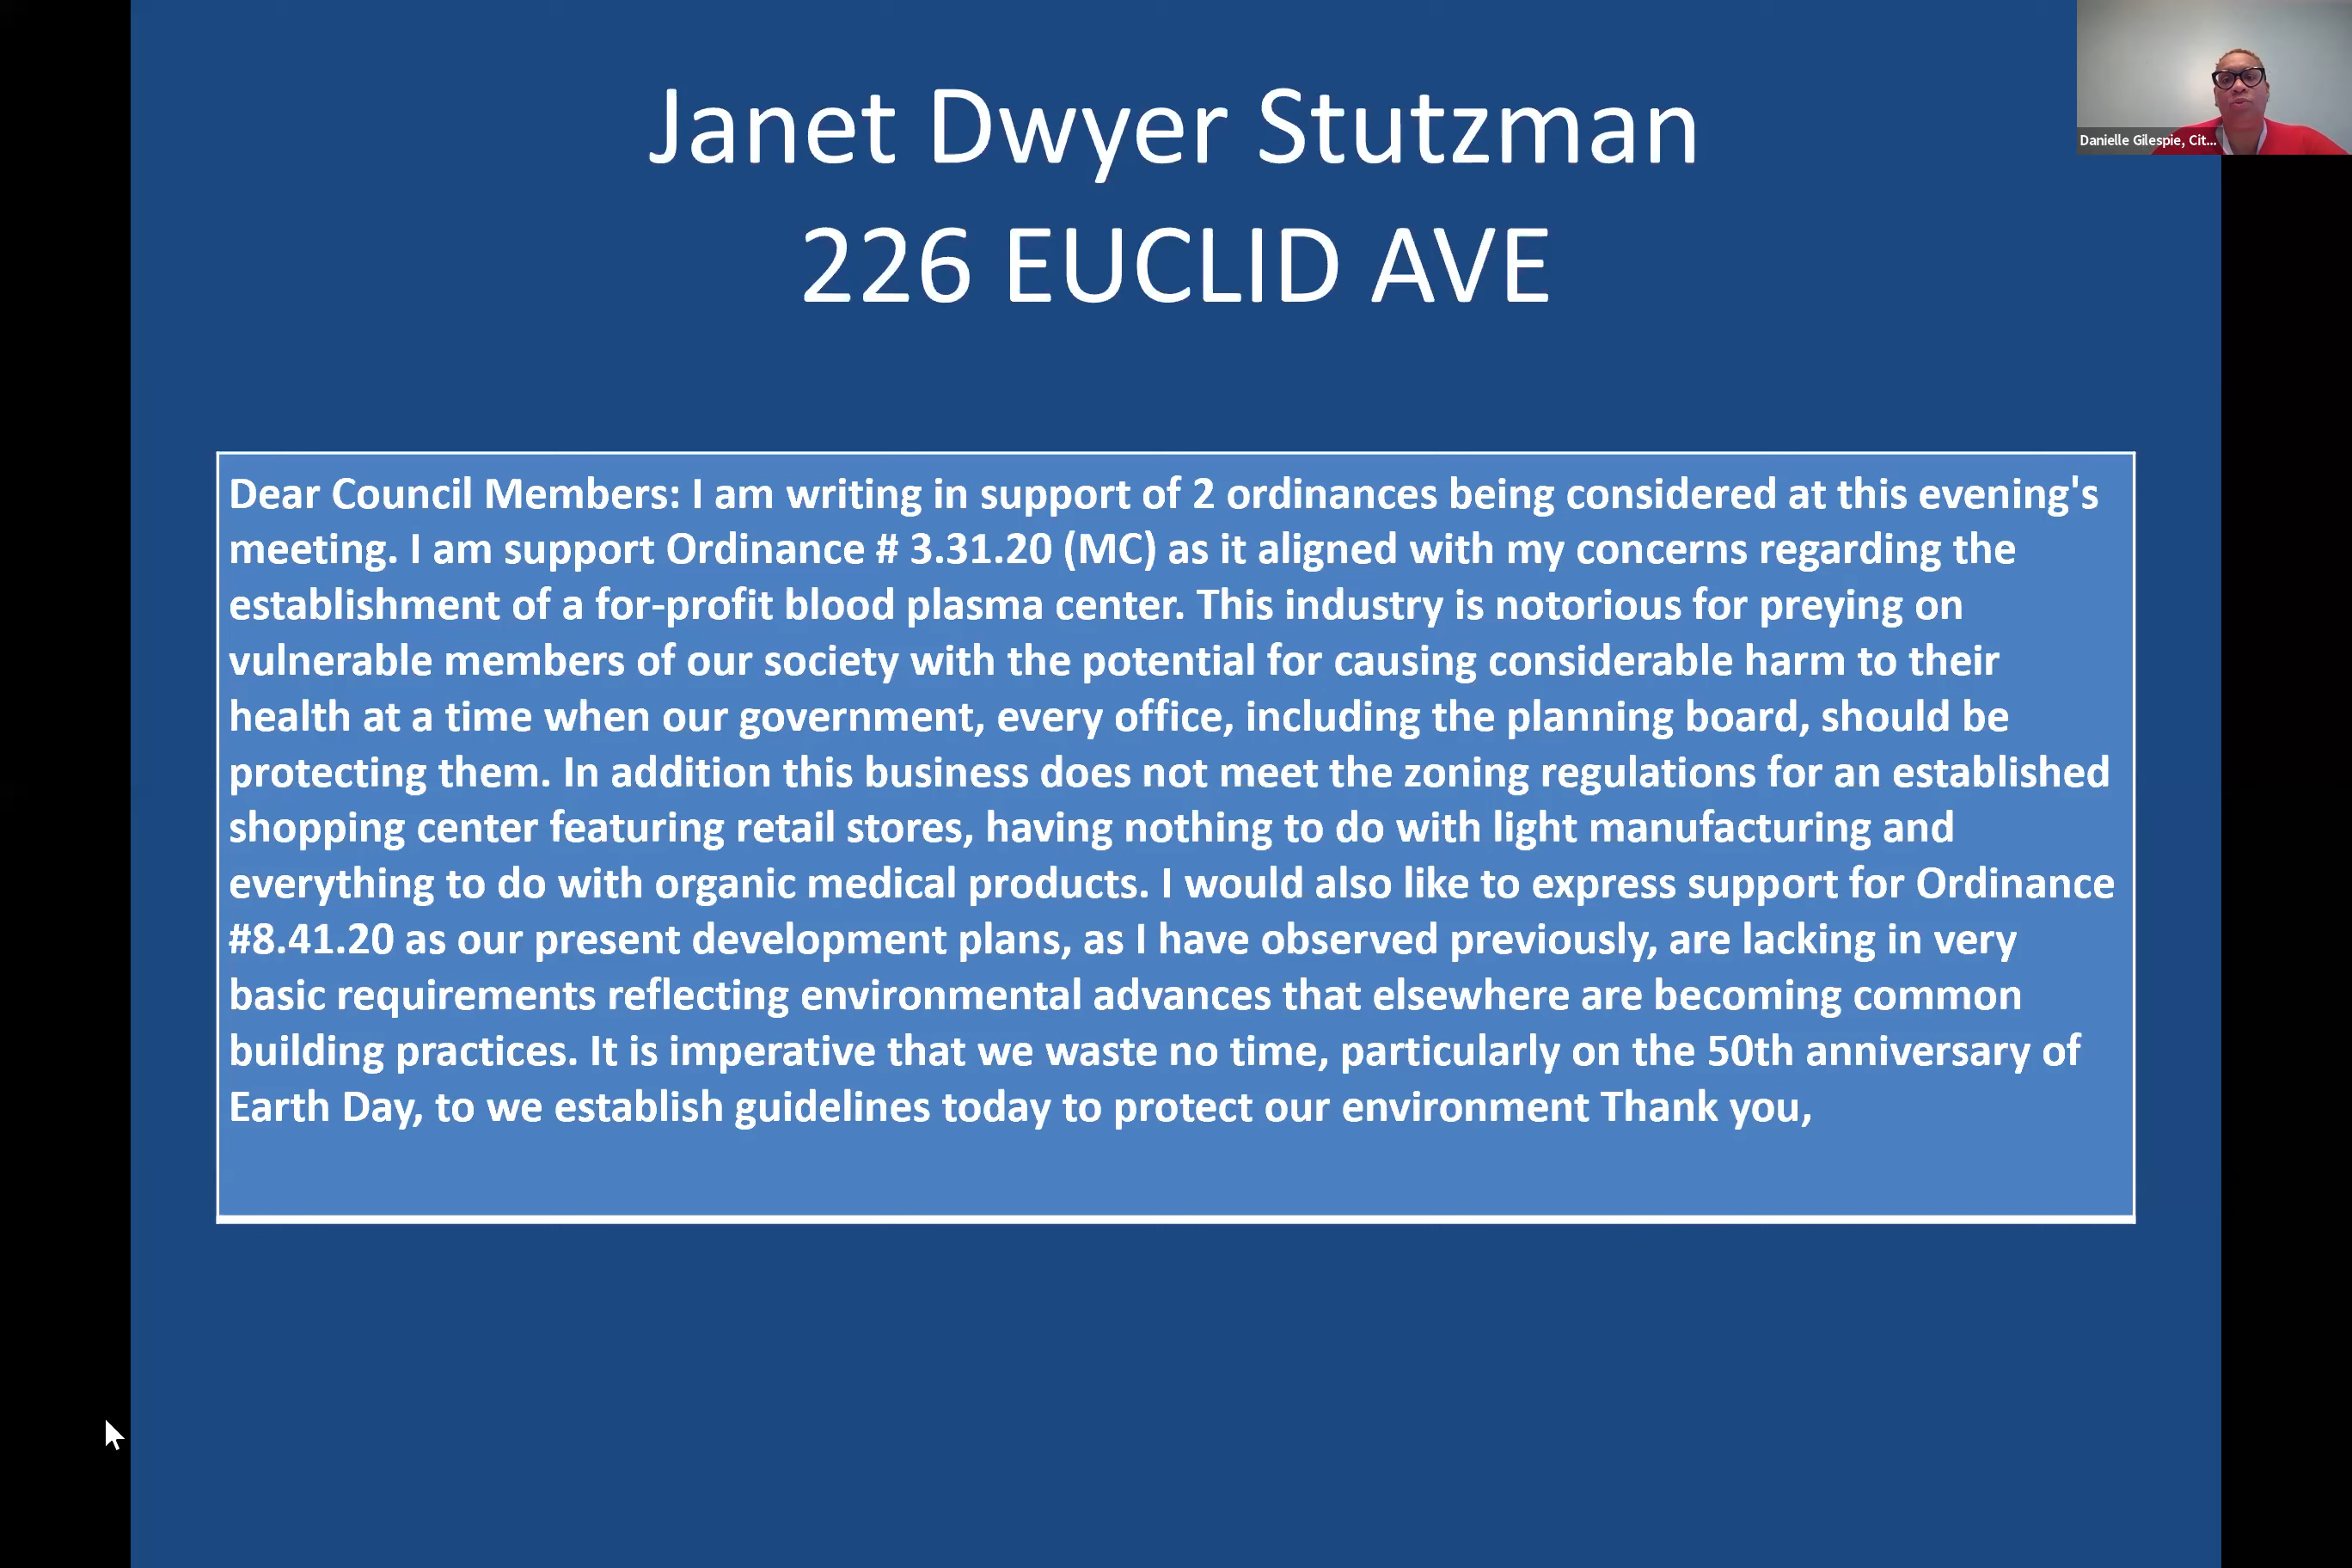 Janet Dwyer Stutzman
226 EUCLID AVE
Danielle Gilespie, Cit...
Dear Council Members: I am writing in support of 2 ordinances being considered at this evening's
meeting. I am support Ordinance # 3.31.20 (MC) as it aligned with my concerns regarding the
establishment of a for-profit blood plasma center. This industry is notorious for preying on
vulnerable members of our society with the potential for causing considerable harm to their
health at a time when our government, every office, including the planning board, should be
protecting them. In addition this business does not meet the zoning regulations for an established
shopping center featuring retail stores, having nothing to do with light manufacturing and
everything to do with organic medical products. I would also like to express support for Ordinance
#8.41.20 as our present development plans, as I have observed previously, are lacking in very
basic requirements reflecting environmental advances that elsewhere are becoming common
building practices. It is imperative that we waste no time, particularly on the 50th anniversary of
Earth Day, to we establish guidelines today to protect our environment Thank you,